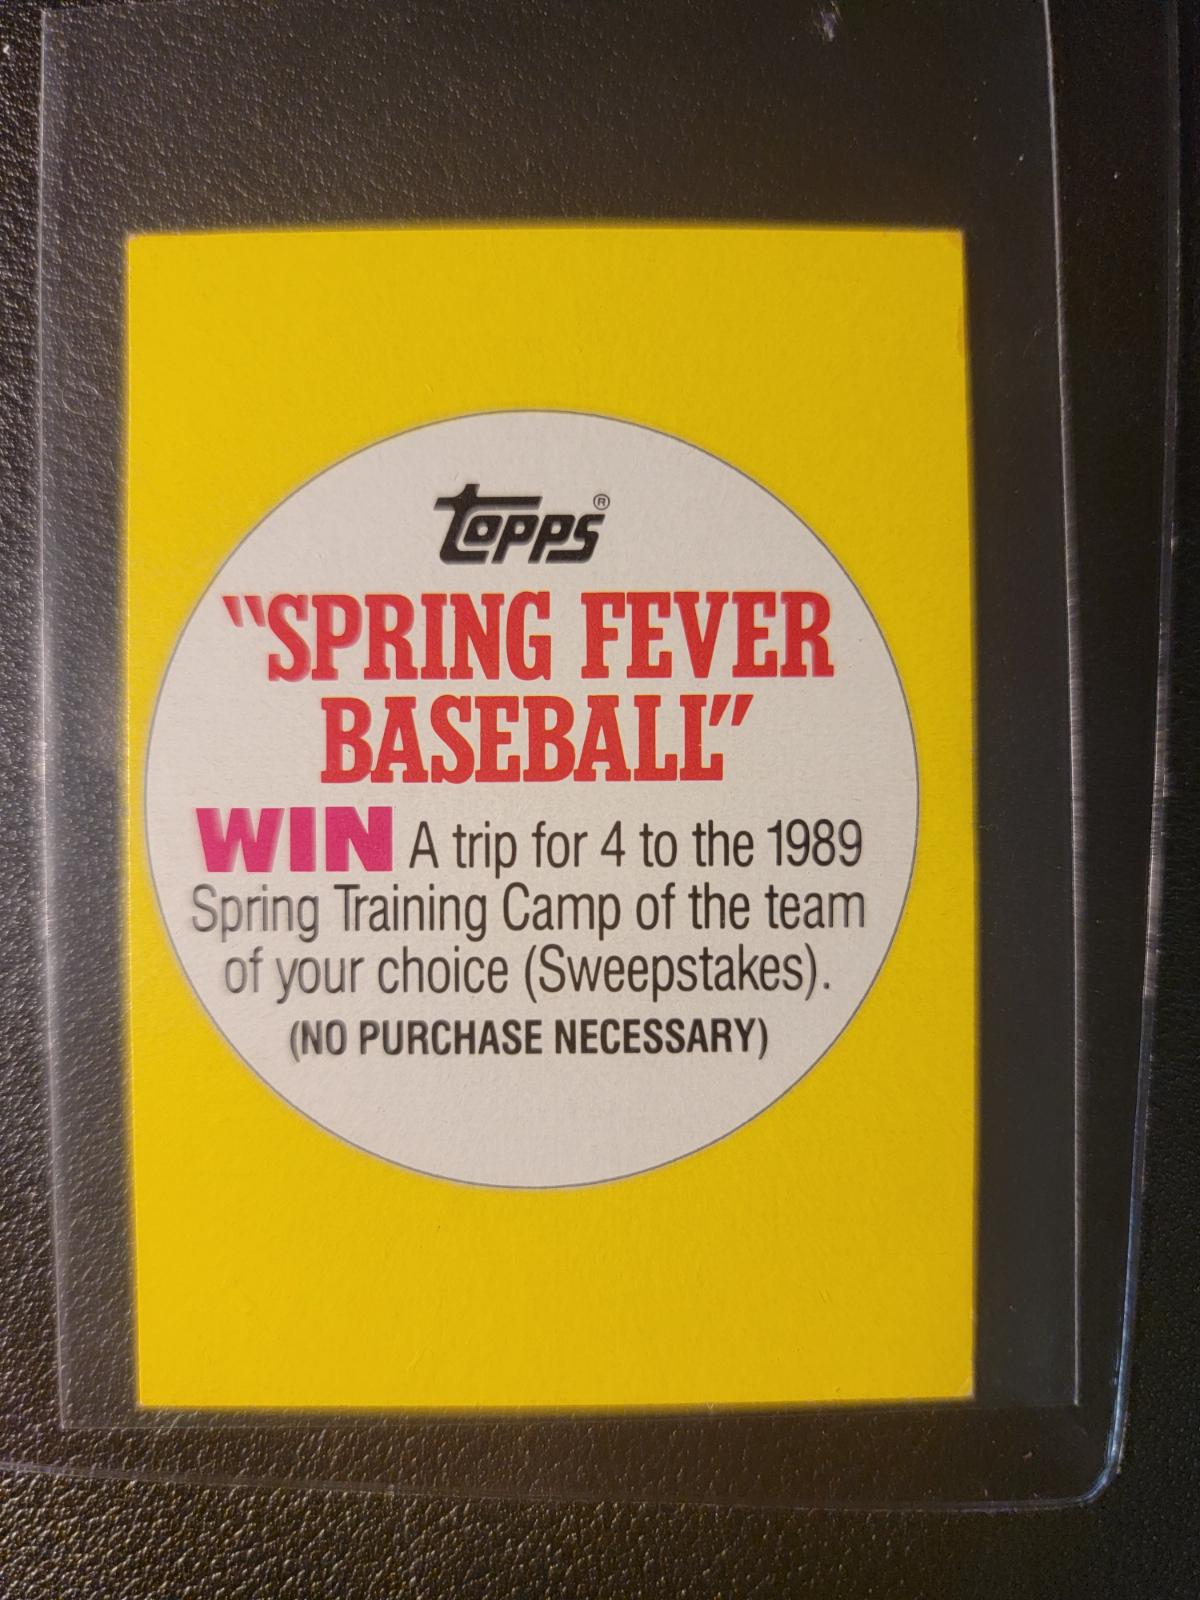 topps®
"SPRING FEVER
BASEBALL"
WIN A trip for 4 to the 1989
Spring Training Camp of the team
of your choice (Sweepstakes).
(NO PURCHASE NECESSARY)